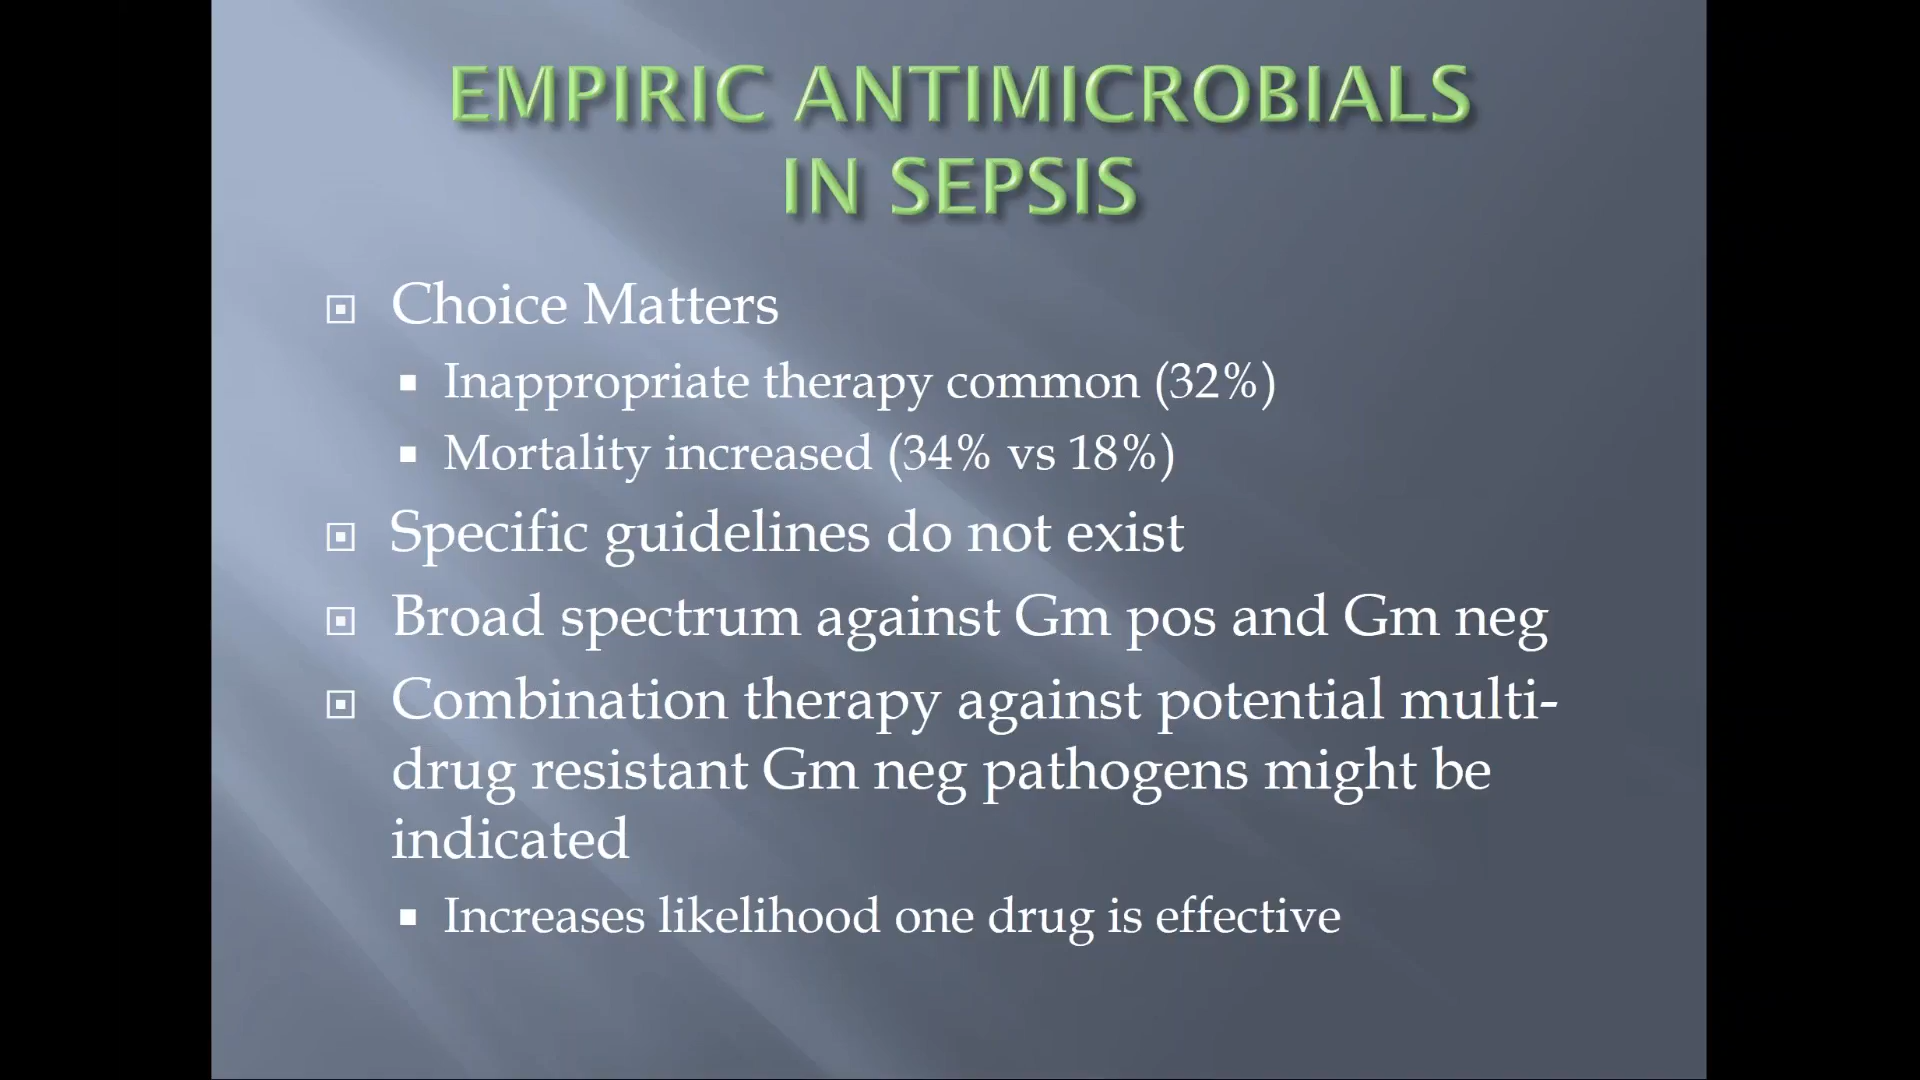 EMPIRIC ANTIMICROBIALS
IN SEPSIS
Choice Matters
Inappropriate therapy common (32%)
Mortality increased (34% vs 18%)
Specific guidelines do not exist
Broad spectrum against Gm pos and Gm neg
Combination therapy against potential multi-
drug resistant Gm neg pathogens might be
indicated
Increases likelihood one drug is effective